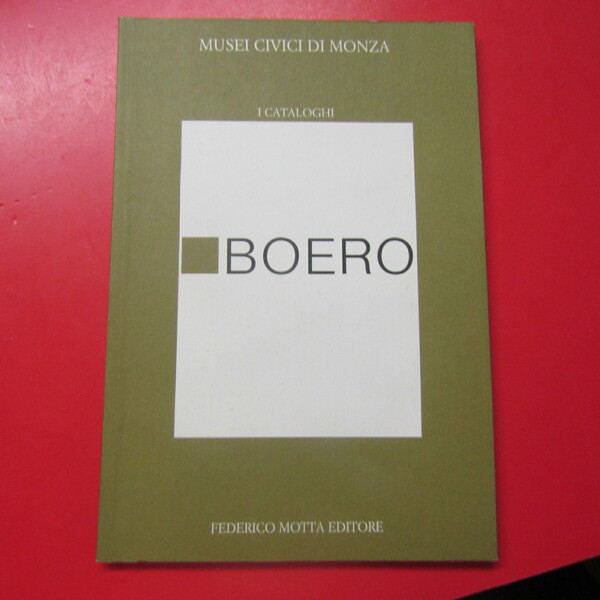 MUSEI CIVICI DI MONZA
I CATALOGHI
BOERO
FEDERICO MOTTA EDITORE